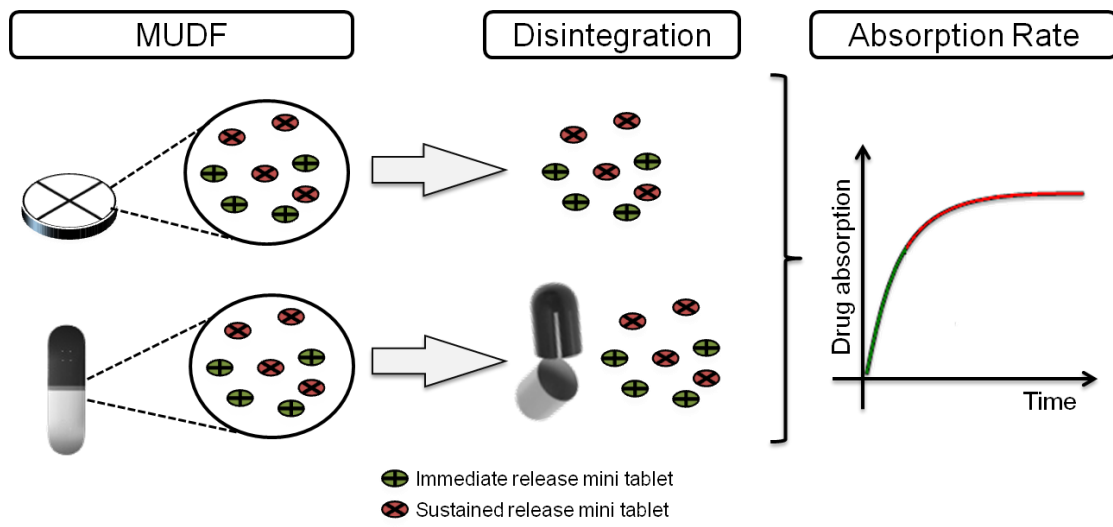 MUDF
Disintegration
Absorption Rate
Drug absorption
Time
Immediate release mini tablet
Sustained release mini tablet